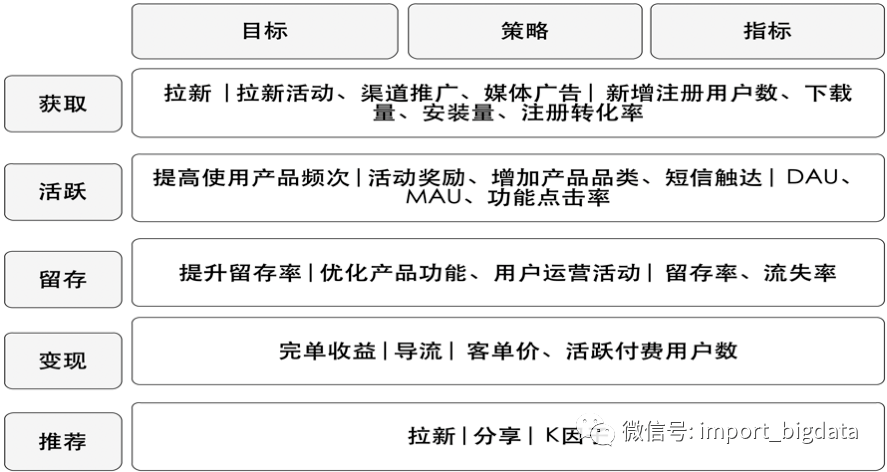 目标 策略 指标
获取
拉新 | 拉新活动、渠道推广、媒体广告 | 新增注册用户数、下载
量、安装量、注册转化率
活跃
提高使用产品频次 | 活动奖励、增加产品品类、短信触达 | DAU、
MAU、功能点击率
留存
提升留存率 | 优化产品功能、用户运营活动 | 留存率、流失率
变现
完单收益 | 导流 | 客单价、活跃付费用户数
推荐
拉新 | 分享 | K因
微信号: import_bigdata